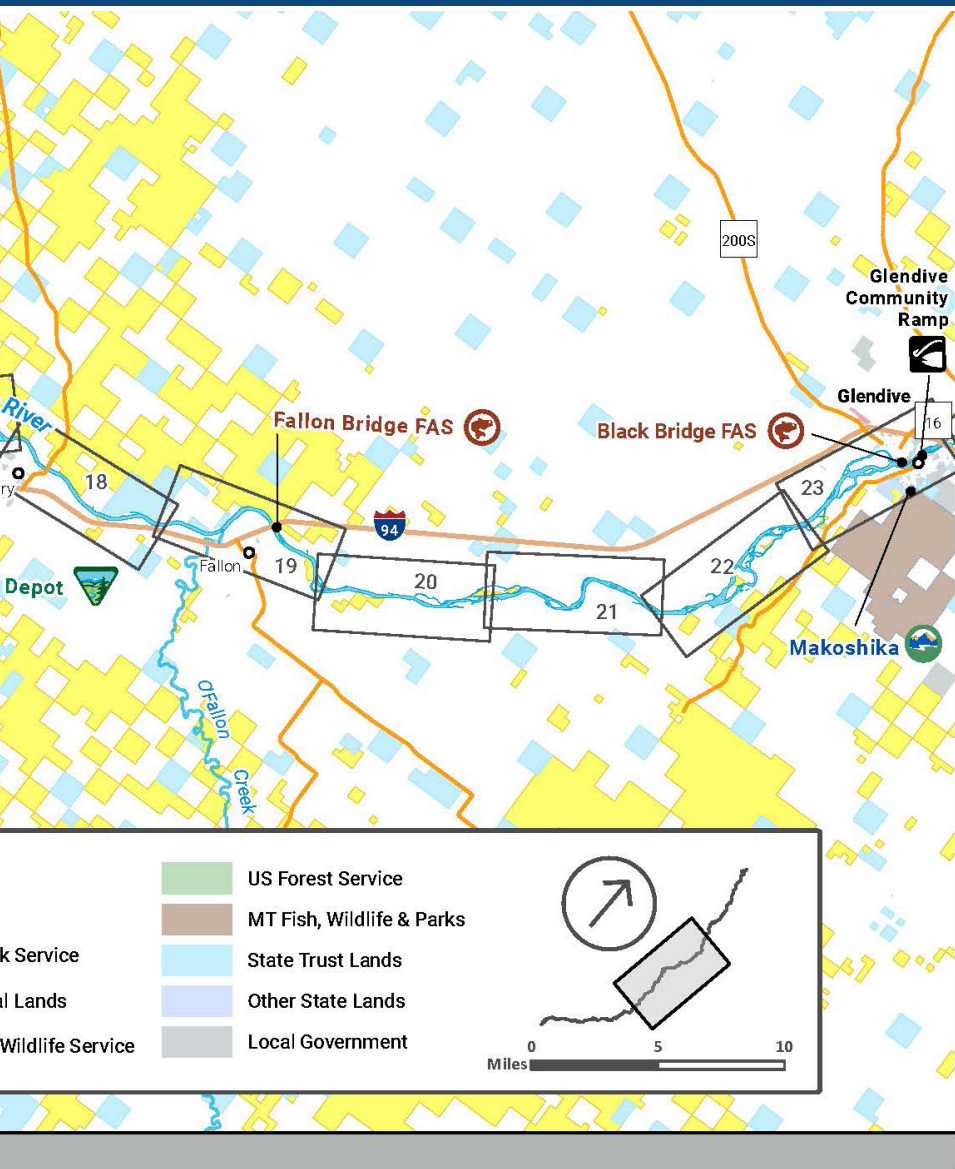 200S
Glendive
Community
Ramp
Glendive
16
River
Fallon Bridge FAS
Black Bridge FAS
ry
18
23
94
Fallon
19
20
22
21
Depot
Makoshika
O'Fallon
Creek
US Forest Service
MT Fish, Wildlife & Parks
k Service
State Trust Lands
al Lands
Other State Lands
Wildlife Service
Local Government
0 5 10
Miles